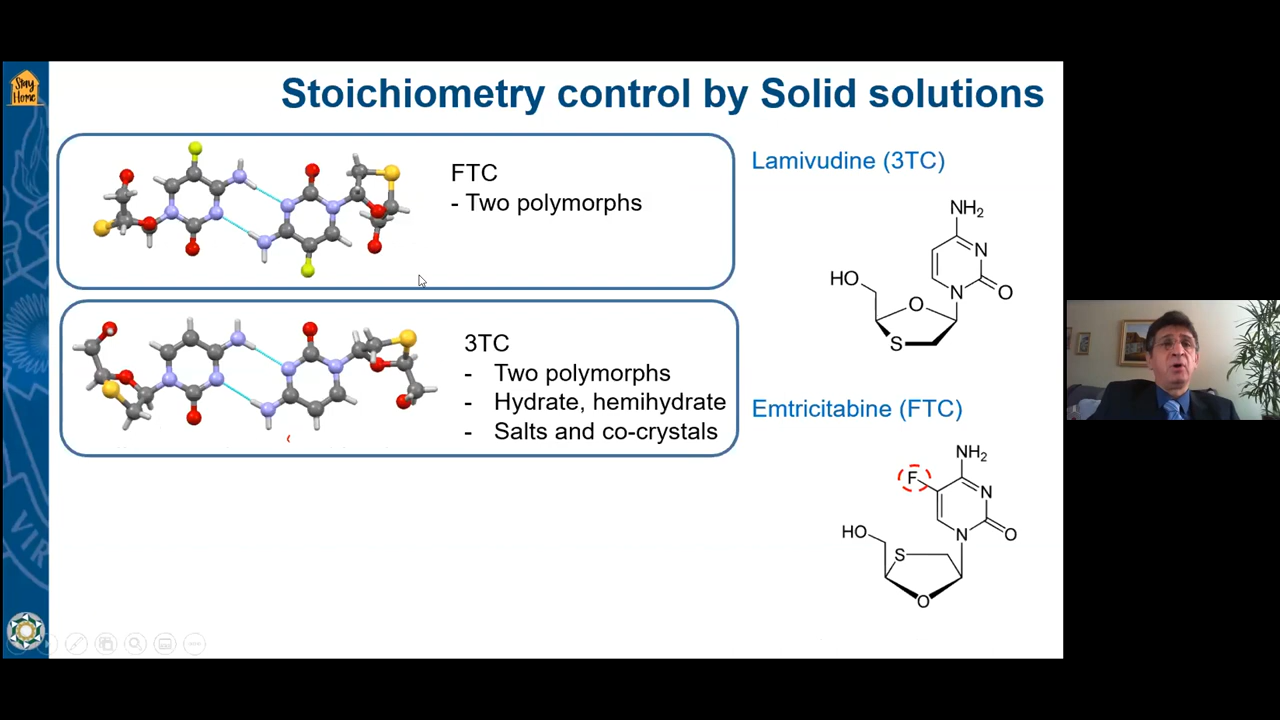 Stay
Home
Stoichiometry control by Solid solutions
FTC
- Two polymorphs
3TC
- Two polymorphs
- Hydrate, hemihydrate
- Salts and co-crystals
Lamivudine (3TC)
NH2
N
HO
O
N
O
S
Emtricitabine (FTC)
NH2
F
N
HO
S
N
O
O
VIR